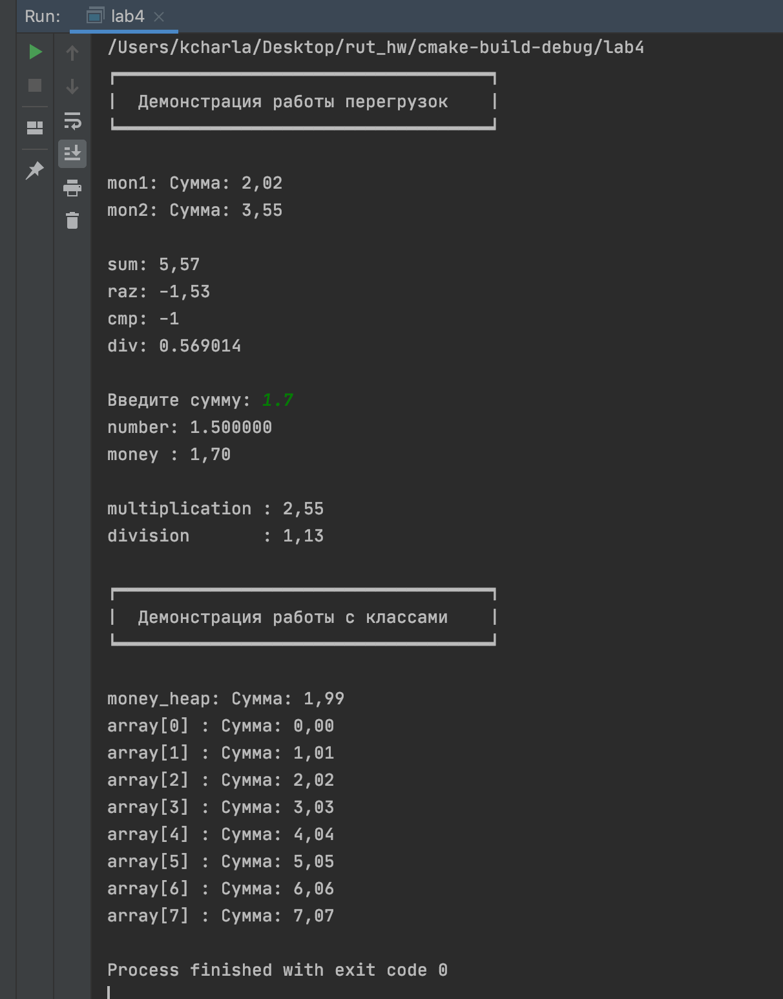 Run: lab4
/Users/kcharla/Desktop/rut_hw/cmake-build-debug/lab4
Демонстрация работы перегрузок
mon1: Сумма: 2,02
mon2: Сумма: 3,55
sum: 5,57
raz: -1,53
cmp: -1
div: 0.569014
Введите сумму: 1.7
number: 1.500000
money : 1,70
multiplication : 2,55
division       : 1,13
Демонстрация работы с классами
money_heap: Сумма: 1,99
array[0] : Сумма: 0,00
array[1] : Сумма: 1,01
array[2] : Сумма: 2,02
array[3] : Сумма: 3,03
array[4] : Сумма: 4,04
array[5] : Сумма: 5,05
array[6] : Сумма: 6,06
array[7] : Сумма: 7,07
Process finished with exit code 0